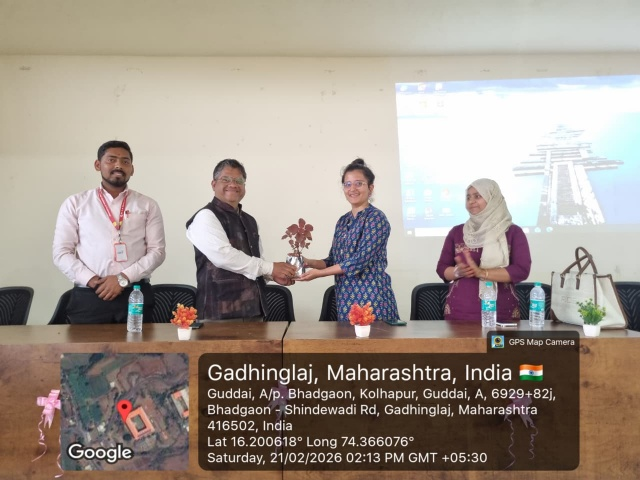 GPS Map Camera
Gadhinglaj, Maharashtra, India
Guddai, A/p. Bhadgaon, Kolhapur, Guddai, A, 6929+82j,
Bhadgaon - Shindewadi Rd, Gadhinglaj, Maharashtra
416502, India
Lat 16.200618° Long 74.366076°
Saturday, 21/02/2026 02:13 PM GMT +05:30
Google